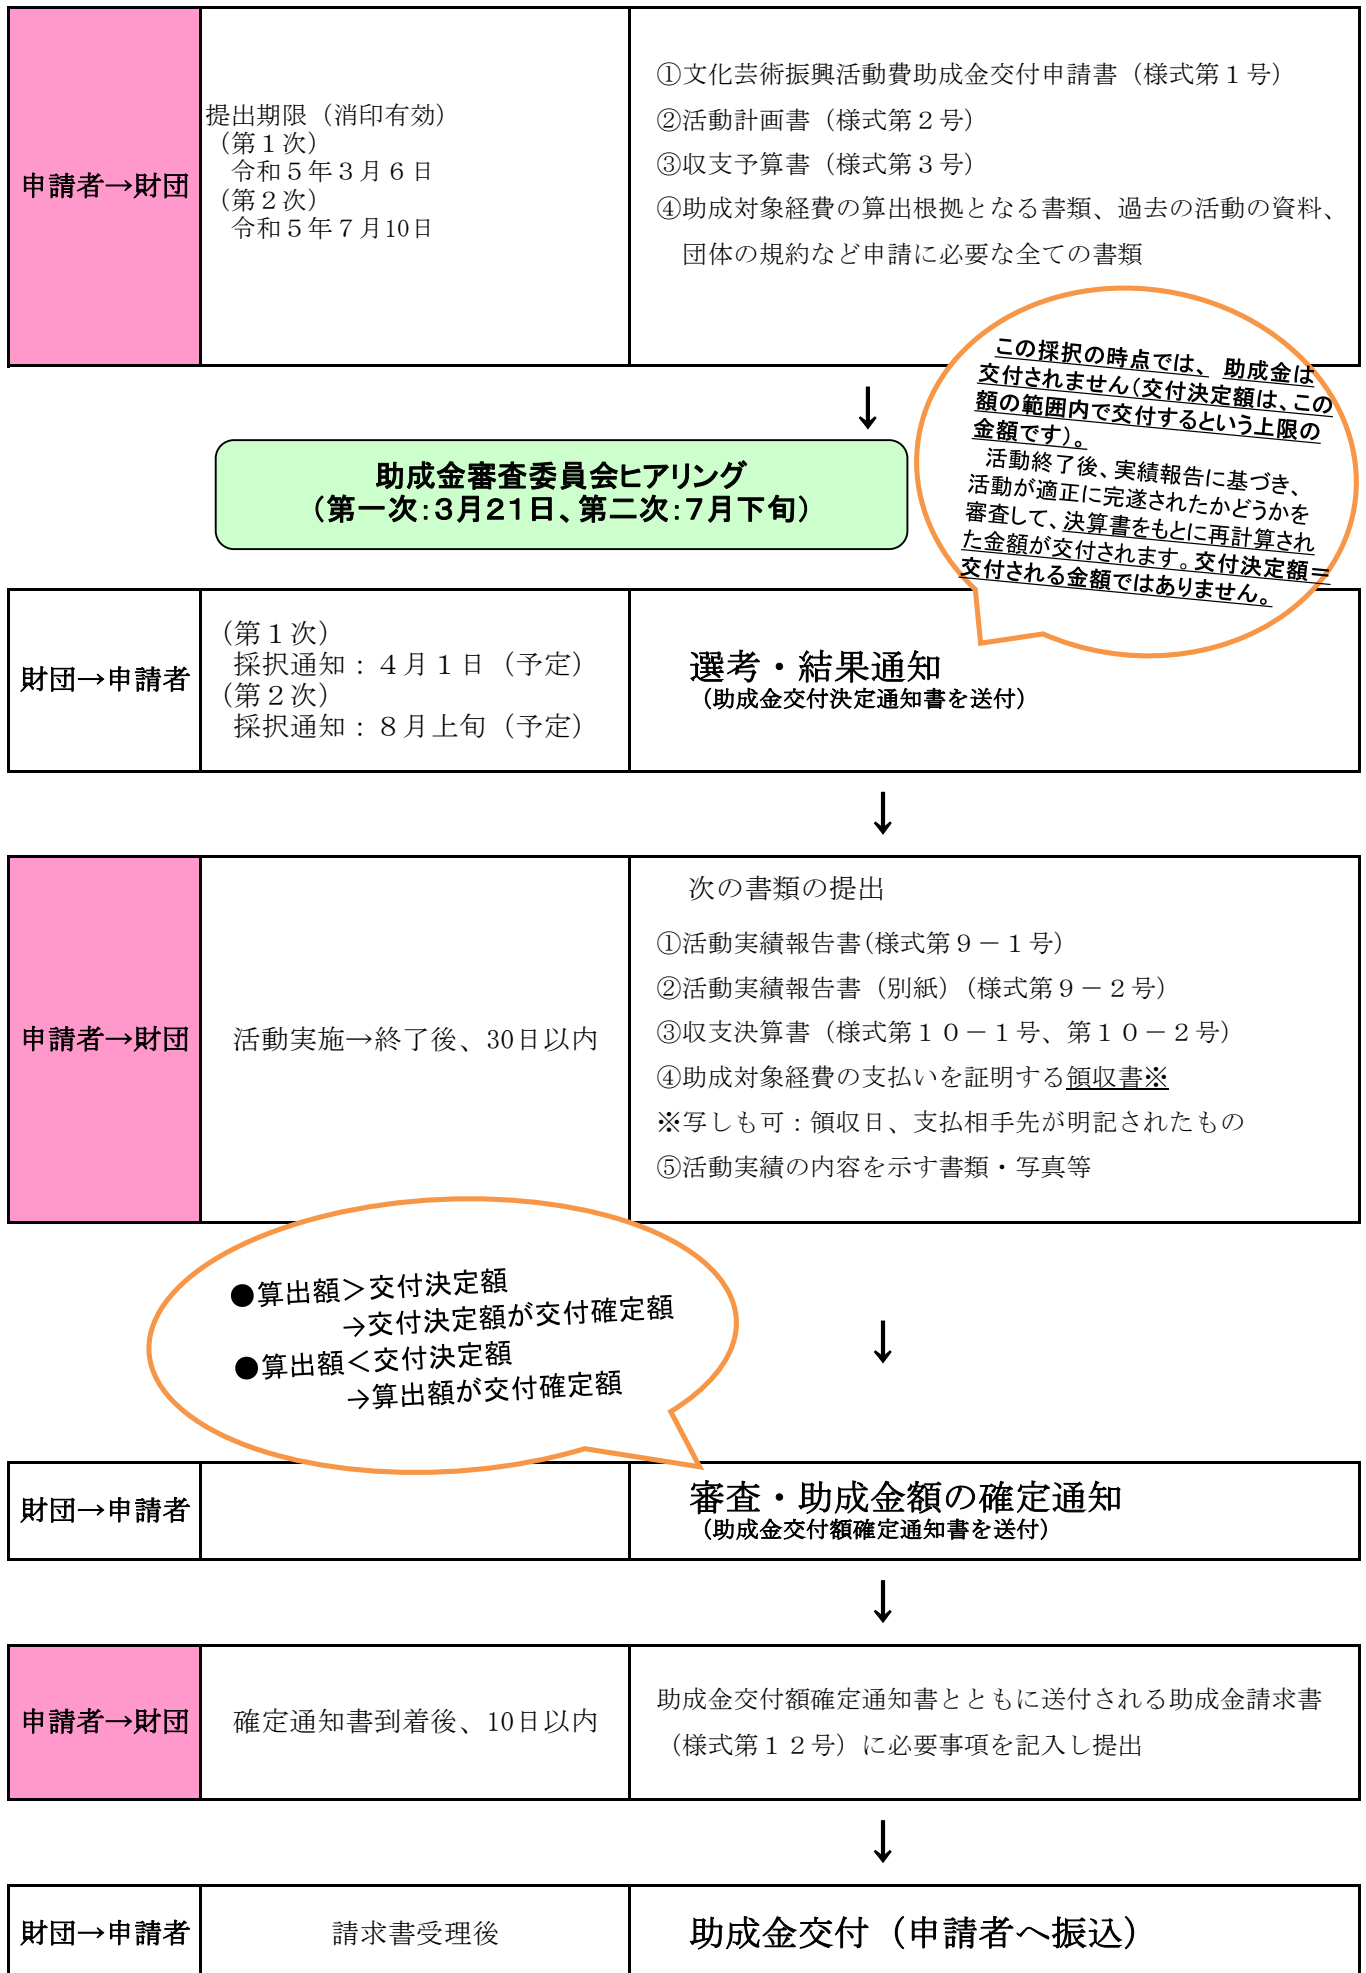 申請者→財団
提出期限（消印有効）
（第１次）
令和５年３月６日
（第２次）
令和５年７月10日
①文化芸術振興活動費助成金交付申請書（様式第１号）
②活動計画書（様式第２号）
③収支予算書（様式第３号）
④助成対象経費の算出根拠となる書類、過去の活動の資料、
団体の規約など申請に必要な全ての書類
↓
この採択の時点では、助成金は
交付されません（交付決定額は、この
額の範囲内で交付するという上限の
金額です）。
活動終了後、実績報告に基づき、
活動が適正に完遂されたかどうかを
審査して、決算書をもとに再計算され
た金額が交付されます。交付決定額＝
交付される金額ではありません。
助成金審査委員会ヒアリング
（第一次：３月２１日、第二次：７月下旬）
財団→申請者
（第１次）
採択通知：４月１日（予定）
（第２次）
採択通知：８月上旬（予定）
選考・結果通知
（助成金交付決定通知書を送付）
↓
申請者→財団
活動実施→終了後、30日以内
次の書類の提出
①活動実績報告書(様式第９－１号）
②活動実績報告書（別紙）(様式第９－２号）
③収支決算書（様式第１０－１号、第１０－２号）
④助成対象経費の支払いを証明する領収書※
※写しも可：領収日、支払相手先が明記されたもの
⑤活動実績の内容を示す書類・写真等
●算出額＞交付決定額
→交付決定額が交付確定額
●算出額＜交付決定額
→算出額が交付確定額
↓
財団→申請者
審査・助成金額の確定通知
（助成金交付額確定通知書を送付）
↓
申請者→財団
確定通知書到着後、10日以内
助成金交付額確定通知書とともに送付される助成金請求書
（様式第１２号）に必要事項を記入し提出
↓
財団→申請者
請求書受理後
助成金交付（申請者へ振込）